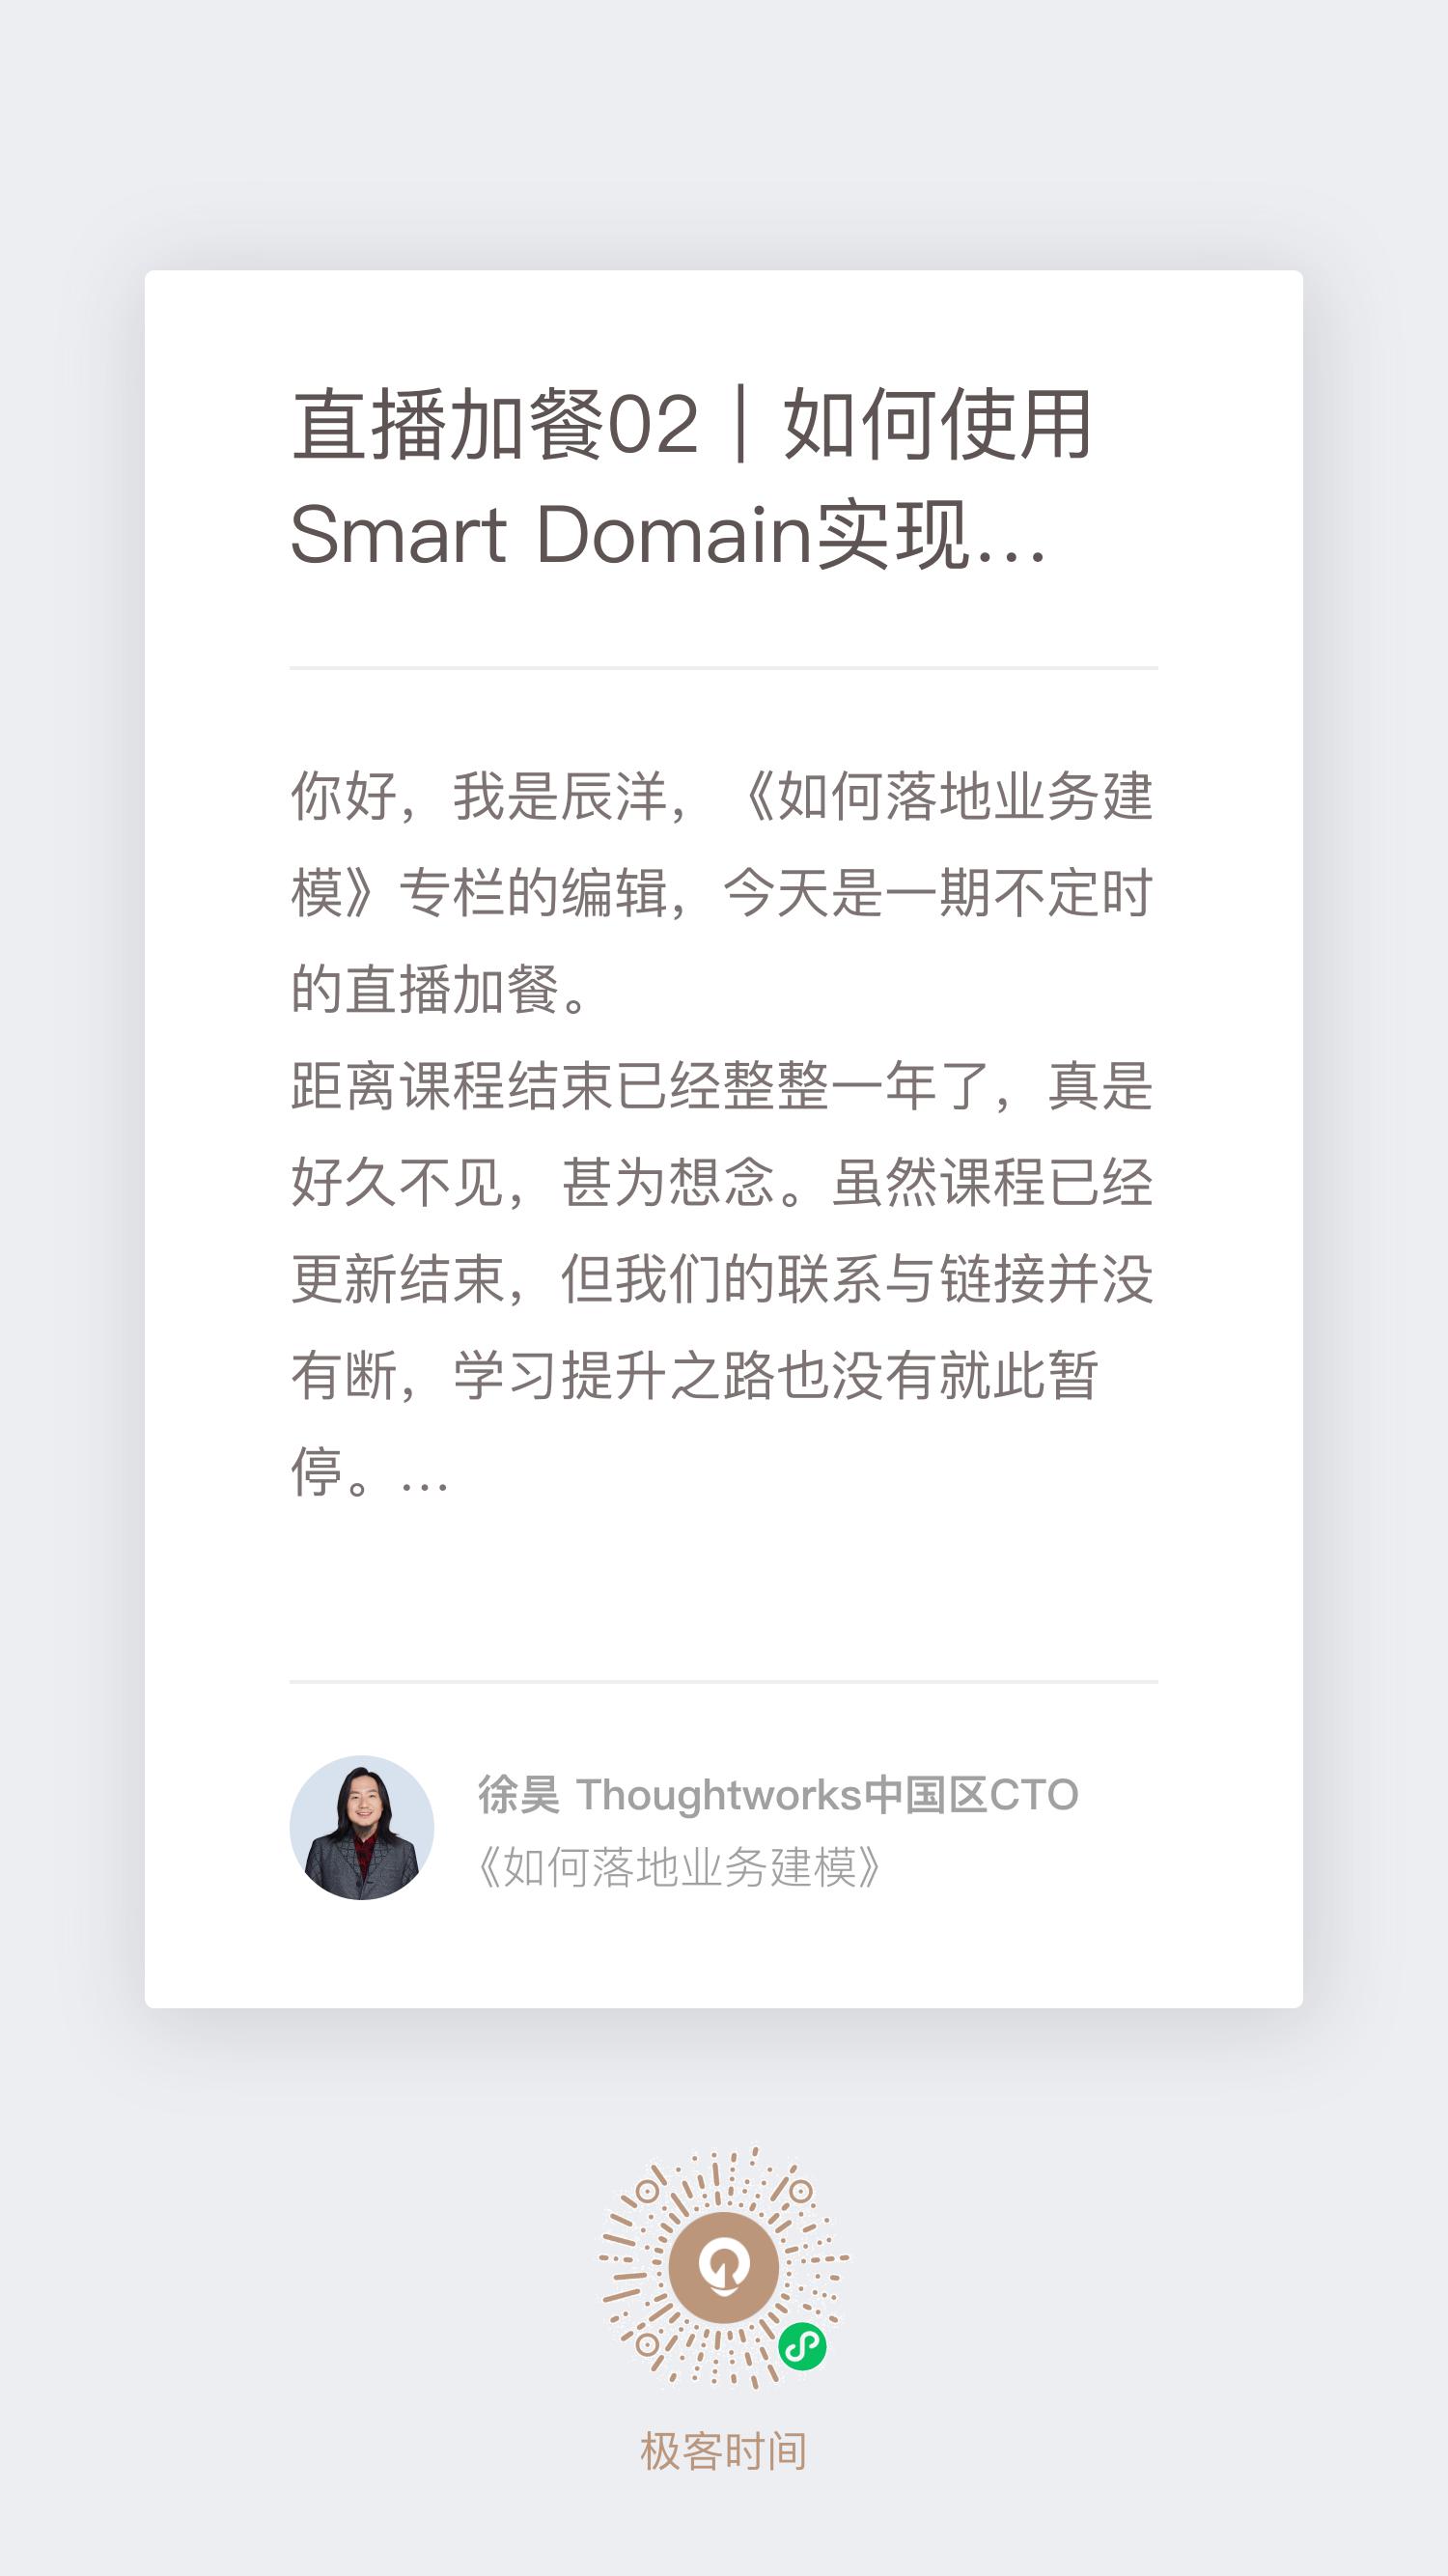 直播加餐02｜如何使用
Smart Domain实现...
你好，我是辰洋，《如何落地业务建
模》专栏的编辑，今天是一期不定时
的直播加餐。
距离课程结束已经整整一年了，真是
好久不见，甚为想念。虽然课程已经
更新结束，但我们的联系与链接并没
有断，学习提升之路也没有就此暂
停。...
徐昊 Thoughtworks中国区CTO
《如何落地业务建模》
极客时间